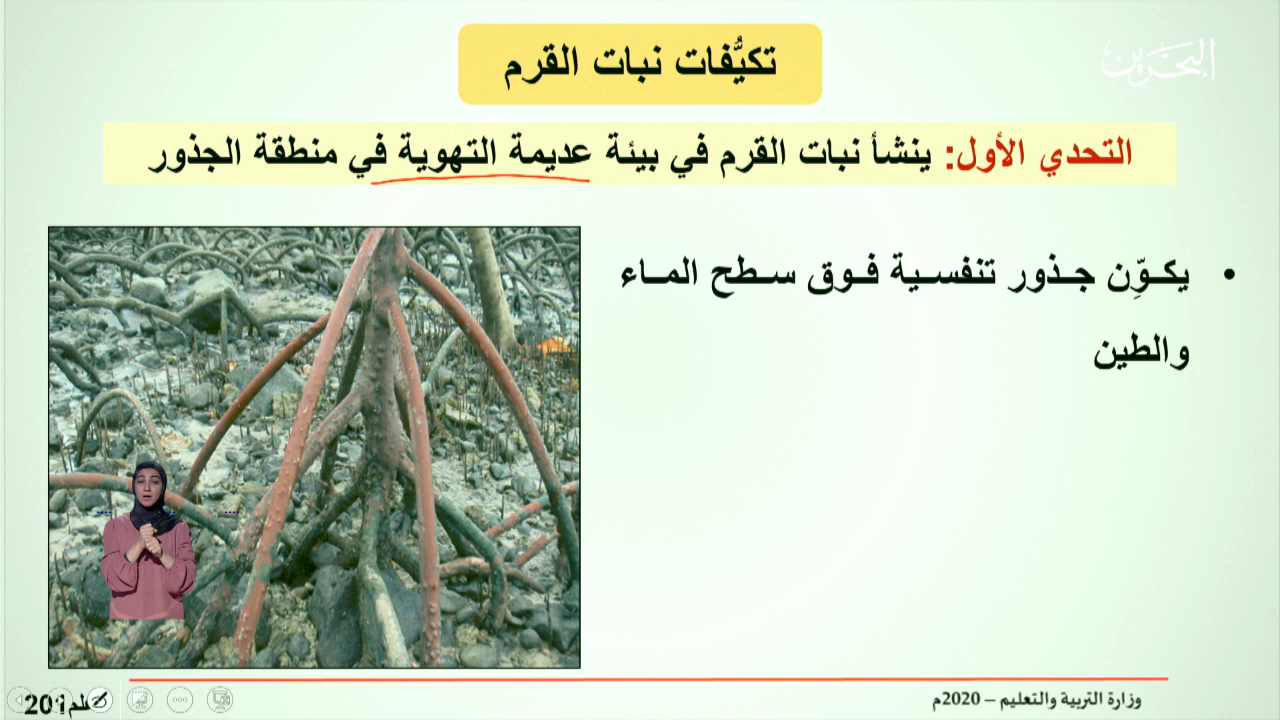 البحرين
تكيُّفات نبات القرم
التحدي الأول: ينشأ نبات القرم في بيئة عديمة التهوية في منطقة الجذور
• يكـوِّن جـذور تنفسـية فـوق سـطح المـاء
والطين
وزارة التربية والتعليم – 2020م